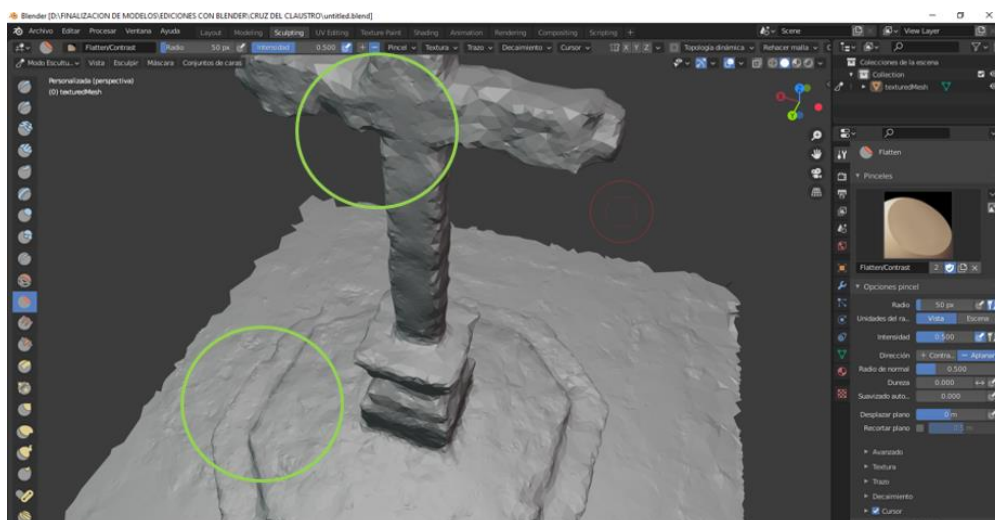 Blender [D:\FINALIZACION DE MODELOS\EDICIONES CON BLENDER\CRUZ DEL CLAUSTRO\untitled.blend]
Archivo Editar Procesar Ventana Ayuda Layout Modeling Sculpting UV Editing Texture Paint Shading Animation Rendering Compositing Scripting + Scene View Layer
Flatten/Contrast Radio 50 px Intensidad 0.500 + − Pincel Textura Trazo Decaimiento Cursor X Y Z Topología dinámica Rehacer malla
Modo Escultu.. Vista Esculpir Máscara Conjuntos de caras
Personalizada (perspectiva)
(0) texturedMesh
Colecciones de la escena
Collection
texturedMesh
Flatten
Pinceles
Flatten/Contrast 2
Opciones pincel
Radio 50 px
Unidades del ra.. Vista Escena
Intensidad 0.500
Dirección + Contra.. − Aplanar
Radio de normal 0.500
Dureza 0.000
Suavizado auto.. 0.000
Desplazar plano 0 m
Recortar plano 0.5 m
Avanzado
Textura
Trazo
Decaimiento
Cursor